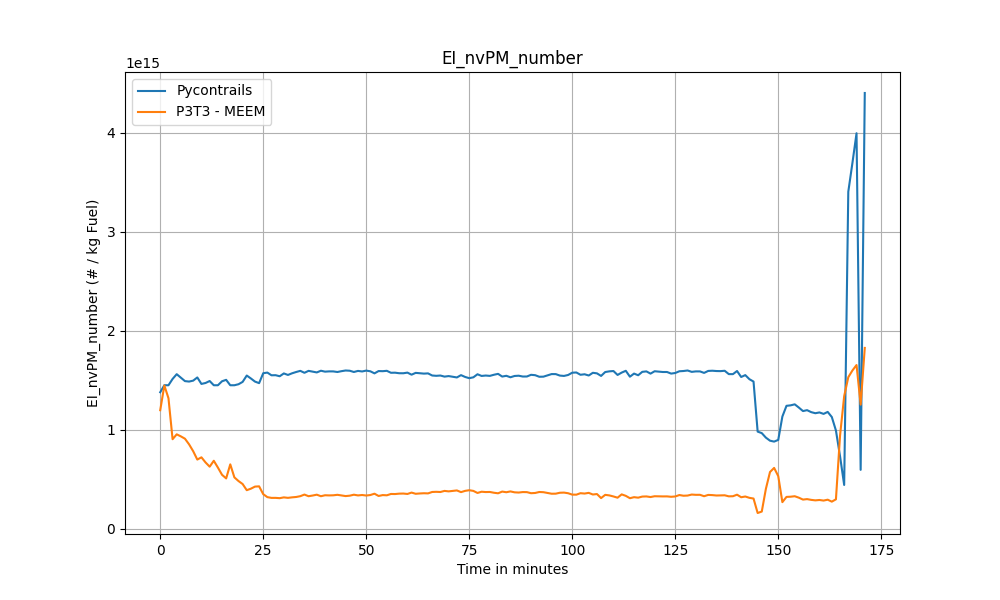 EI_nvPM_number
1e15
Pycontrails
P3T3 - MEEM
EI_nvPM_number (# / kg Fuel)
4
3
2
1
0
0 25 50 75 100 125 150 175
Time in minutes